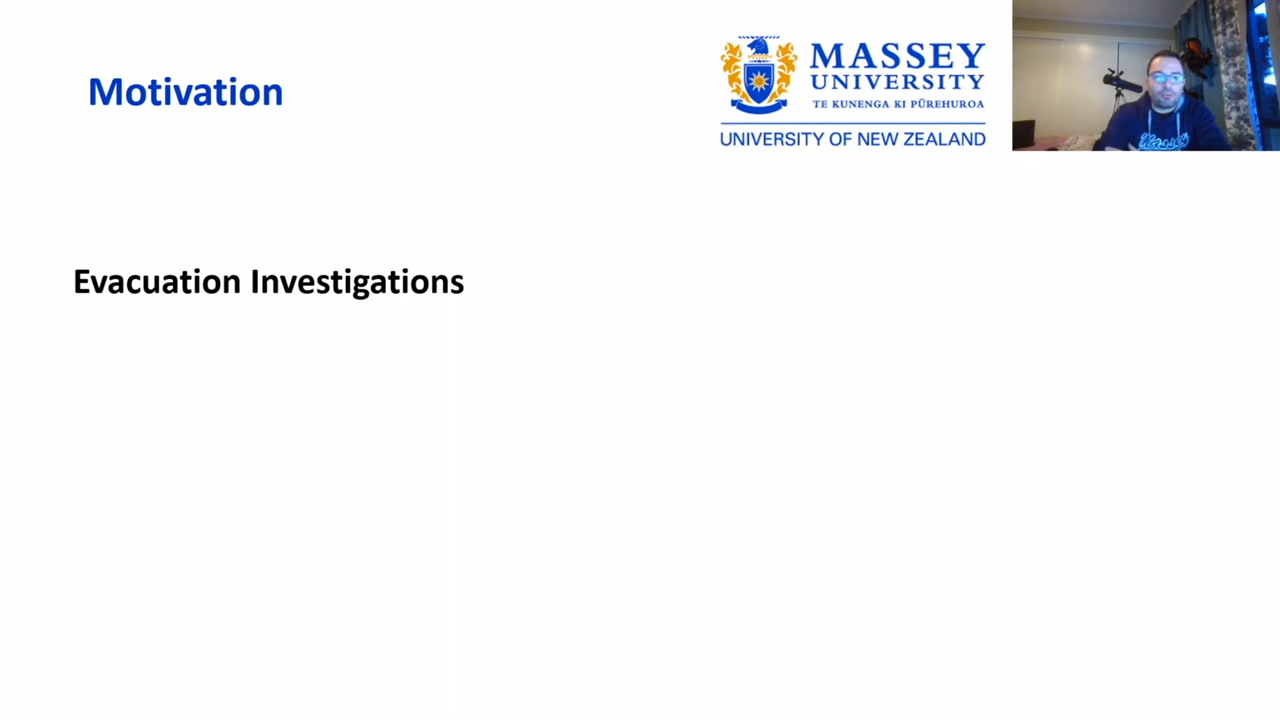 Motivation
MASSEY
UNIVERSITY
TE KUNENGA KI PŪREHUROA
UNIVERSITY OF NEW ZEALAND
Evacuation Investigations